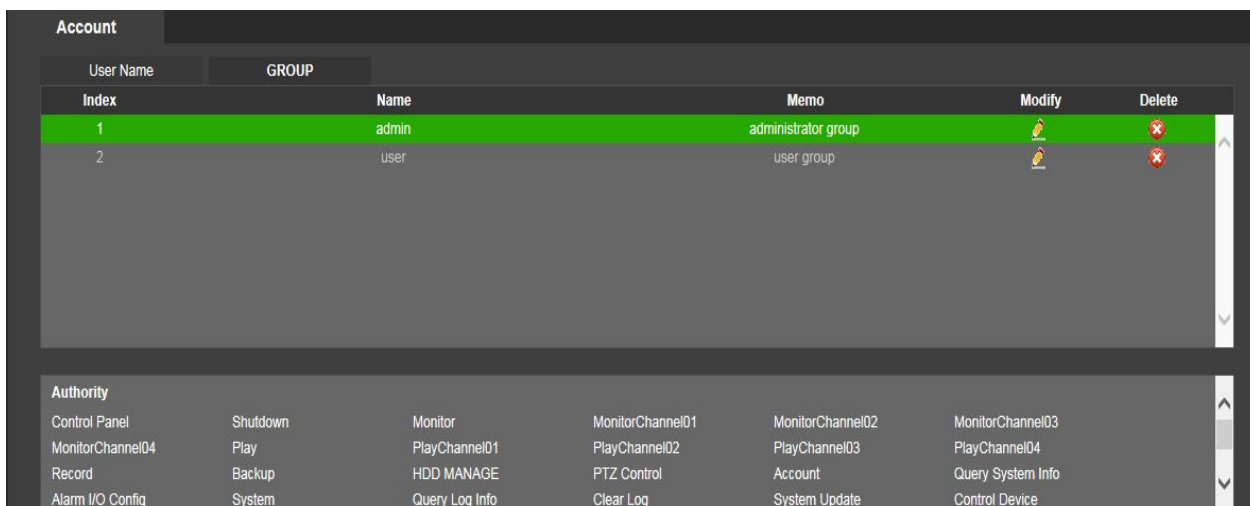 Account
User Name GROUP
Index Name Memo Modify Delete
1 admin administrator group
2 user user group
Authority
Control Panel Shutdown Monitor MonitorChannel01 MonitorChannel02 MonitorChannel03
MonitorChannel04 Play PlayChannel01 PlayChannel02 PlayChannel03 PlayChannel04
Record Backup HDD MANAGE PTZ Control Account Query System Info
Alarm I/O Config System Query Log Info Clear Log System Update Control Device